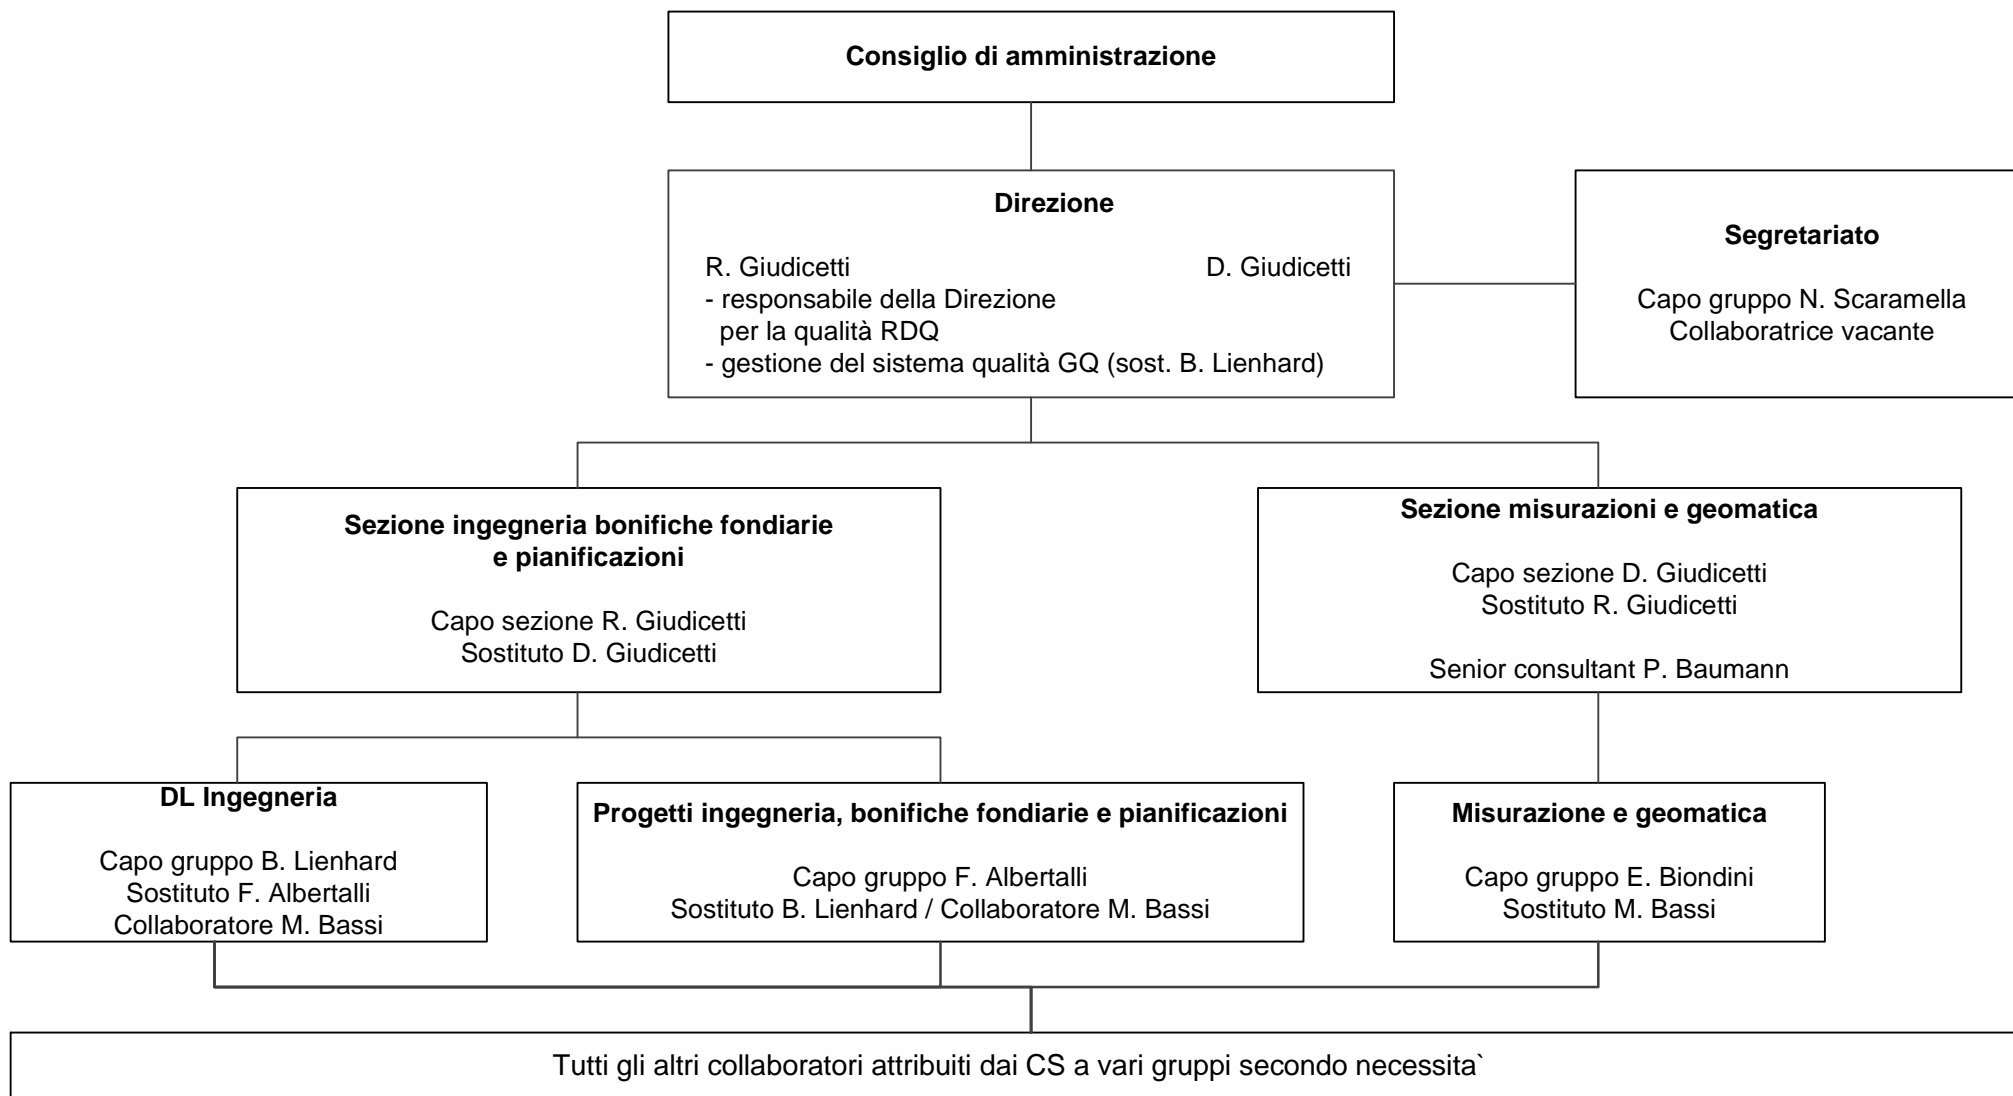 Consiglio di amministrazione
Direzione
R. Giudicetti D. Giudicetti
- responsabile della Direzione
per la qualità RDQ
- gestione del sistema qualità GQ (sost. B. Lienhard)
Segretariato
Capo gruppo N. Scaramella
Collaboratrice vacante
Sezione ingegneria bonifiche fondiarie
e pianificazioni
Capo sezione R. Giudicetti
Sostituto D. Giudicetti
Sezione misurazioni e geomatica
Capo sezione D. Giudicetti
Sostituto R. Giudicetti
Senior consultant P. Baumann
DL Ingegneria
Capo gruppo B. Lienhard
Sostituto F. Albertalli
Collaboratore M. Bassi
Progetti ingegneria, bonifiche fondiarie e pianificazioni
Capo gruppo F. Albertalli
Sostituto B. Lienhard / Collaboratore M. Bassi
Misurazione e geomatica
Capo gruppo E. Biondini
Sostituto M. Bassi
Tutti gli altri collaboratori attribuiti dai CS a vari gruppi secondo necessita`